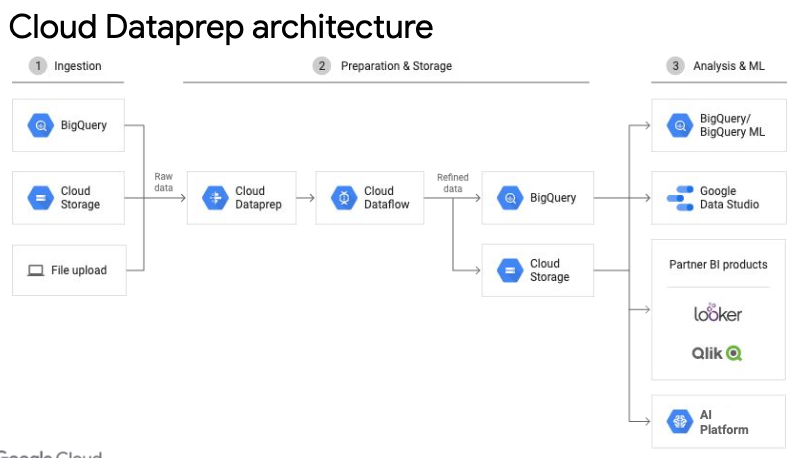 Cloud Dataprep architecture
1 Ingestion
2 Preparation & Storage
3 Analysis & ML
BigQuery
Cloud
Storage
File upload
Raw
data
Cloud
Dataprep
Cloud
Dataflow
Refined
data
BigQuery
Cloud
Storage
BigQuery/
BigQuery ML
Google
Data Studio
Partner BI products
looker
Qlik
AI
Platform
Google Cloud